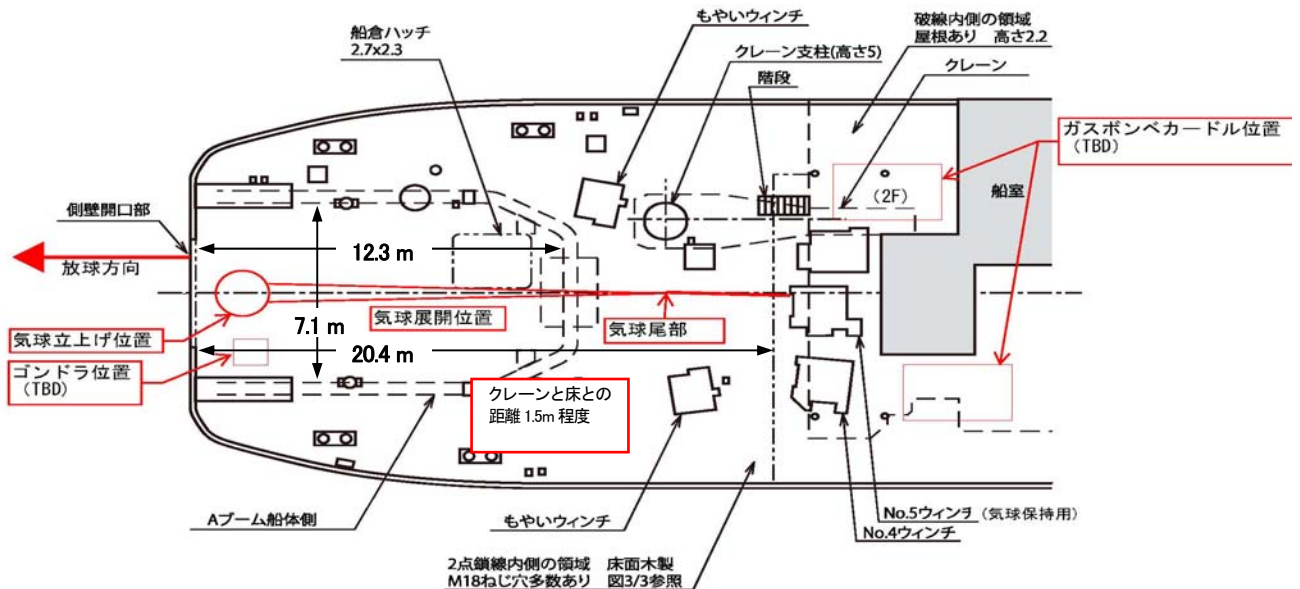 もやいウィンチ
船倉ハッチ
2.7x2.3
クレーン支柱(高さ5)
階段
破線内側の領域
屋根あり 高さ2.2
クレーン
ガスボンベカードル位置
(TBD)
(2F)
船室
側壁開口部
放球方向
12.3 m
気球立上げ位置
7.1 m
気球展開位置
気球尾部
20.4 m
ゴンドラ位置
(TBD)
クレーンと床との
距離 1.5m 程度
Aブーム船体側
もやいウィンチ
No.5ウィンチ (気球保持用)
No.4ウィンチ
2点鎖線内側の領域 床面木製
M18ねじ穴多数あり 図3/3参照